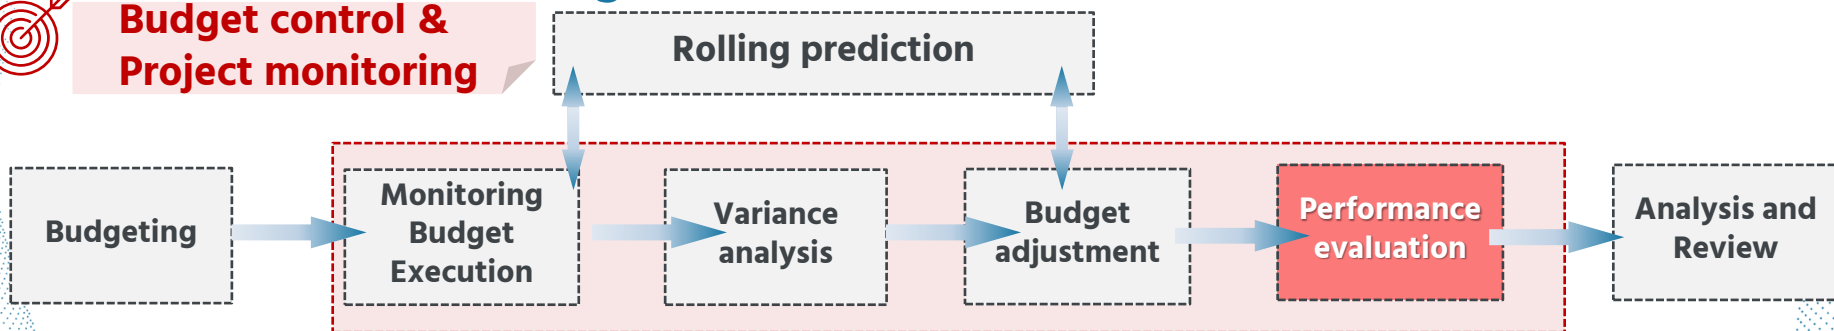 Budget control &
Project monitoring
Rolling prediction
Budgeting
Monitoring
Budget
Execution
Variance
analysis
Budget
adjustment
Performance
evaluation
Analysis and
Review